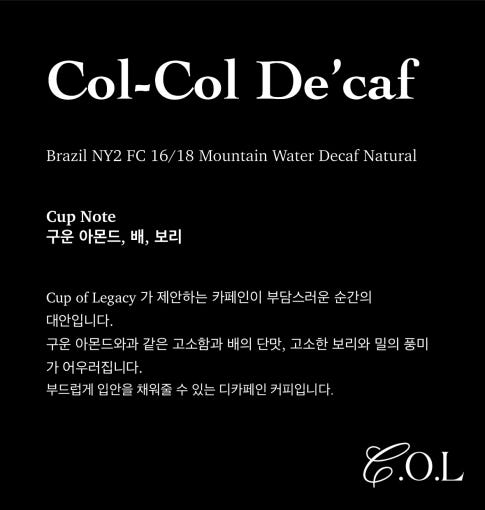 Col-Col De’caf
Brazil NY2 FC 16/18 Mountain Water Decaf Natural
Cup Note
구운 아몬드, 배, 보리
Cup of Legacy 가 제안하는 카페인이 부담스러운 순간의
대안입니다.
구운 아몬드와과 같은 고소함과 배의 단맛, 고소한 보리와 밀의 풍미
가 어우러집니다.
부드럽게 입안을 채워줄 수 있는 디카페인 커피입니다.
C.O.L